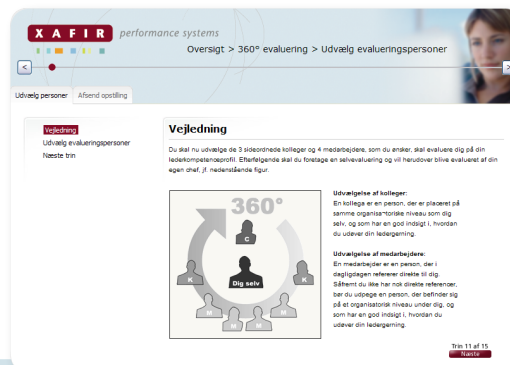 XAFIR performance systems
Oversigt > 360° evaluering > Udvælg evalueringspersoner
<
>
Udvælg personer
Afsend opstilling
Vejledning
Udvælg evalueringspersoner
Næste trin
Vejledning
Du skal nu udvælge de 3 sideordnede kolleger og 4 medarbejdere, som du ønsker, skal evaluere dig på din
lederkompetenceprofil. Efterfølgende skal du foretage en selvevaluering og vil herudover blive evalueret af din
egen chef, jf. nedenstående figur.
360°
C
K
Dig selv
K
M
M
M
M
Udvælgelse af kolleger:
En kollega er en person, der er placeret på
samme organisa¬toriske niveau som dig
selv, og som har en god indsigt i, hvordan
du udøver din ledergerning.
Udvælgelse af medarbejdere:
En medarbejder er en person, der i
dagligdagen refererer direkte til dig.
Såfremt du ikke har nok direkte referencer,
bør du udpege en person, der befinder sig
på et organisatorisk niveau under dig, og
som har en god indsigt i, hvordan du
udøver din ledergerning.
Trin 11 af 15
Næste